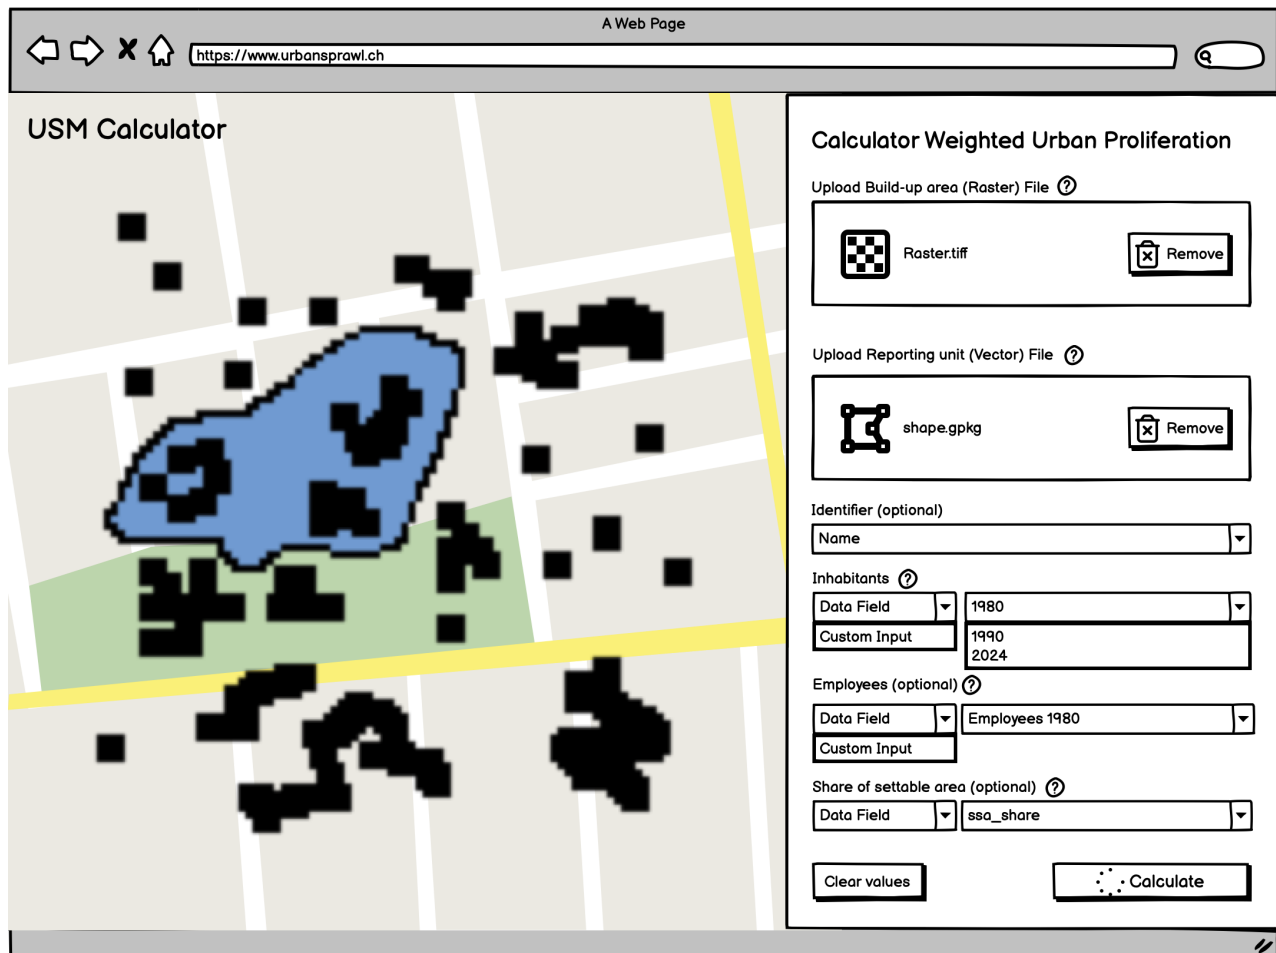 A Web Page
https://www.urbansprawl.ch
USM Calculator
Calculator Weighted Urban Proliferation
Upload Build-up area (Raster) File ?
Raster.tiff
Remove
Upload Reporting unit (Vector) File ?
shape.gpkg
Remove
Identifier (optional)
Name
Inhabitants ?
Data Field
1980
Custom Input
1990
2024
Employees (optional) ?
Data Field
Employees 1980
Custom Input
Share of settable area (optional) ?
Data Field
ssa_share
Clear values
Calculate